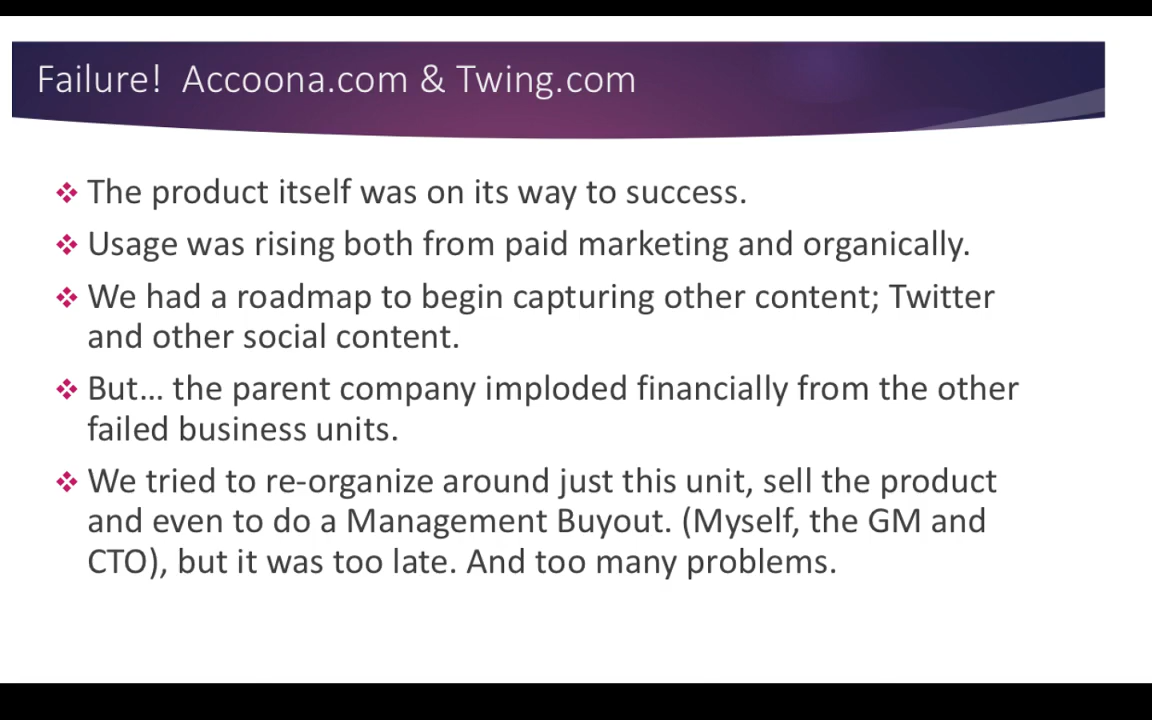 Failure!  Accoona.com & Twing.com
The product itself was on its way to success.
Usage was rising both from paid marketing and organically.
We had a roadmap to begin capturing other content; Twitter
and other social content.
But... the parent company imploded financially from the other
failed business units.
We tried to re-organize around just this unit, sell the product
and even to do a Management Buyout. (Myself, the GM and
CTO), but it was too late. And too many problems.